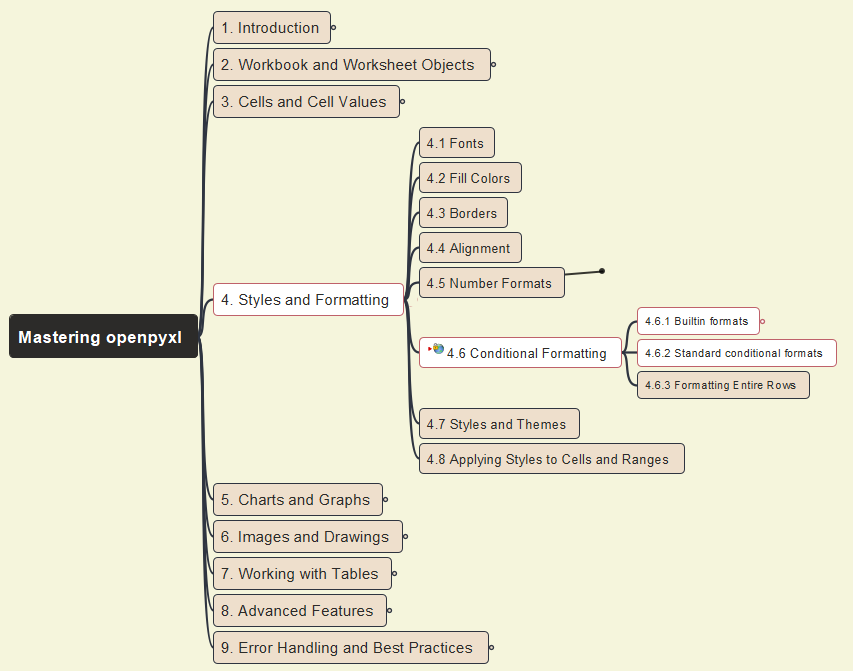 Mastering openpyxl
1. Introduction
2. Workbook and Worksheet Objects
3. Cells and Cell Values
4. Styles and Formatting
4.1 Fonts
4.2 Fill Colors
4.3 Borders
4.4 Alignment
4.5 Number Formats
4.6 Conditional Formatting
4.6.1 Builtin formats
4.6.2 Standard conditional formats
4.6.3 Formatting Entire Rows
4.7 Styles and Themes
4.8 Applying Styles to Cells and Ranges
5. Charts and Graphs
6. Images and Drawings
7. Working with Tables
8. Advanced Features
9. Error Handling and Best Practices